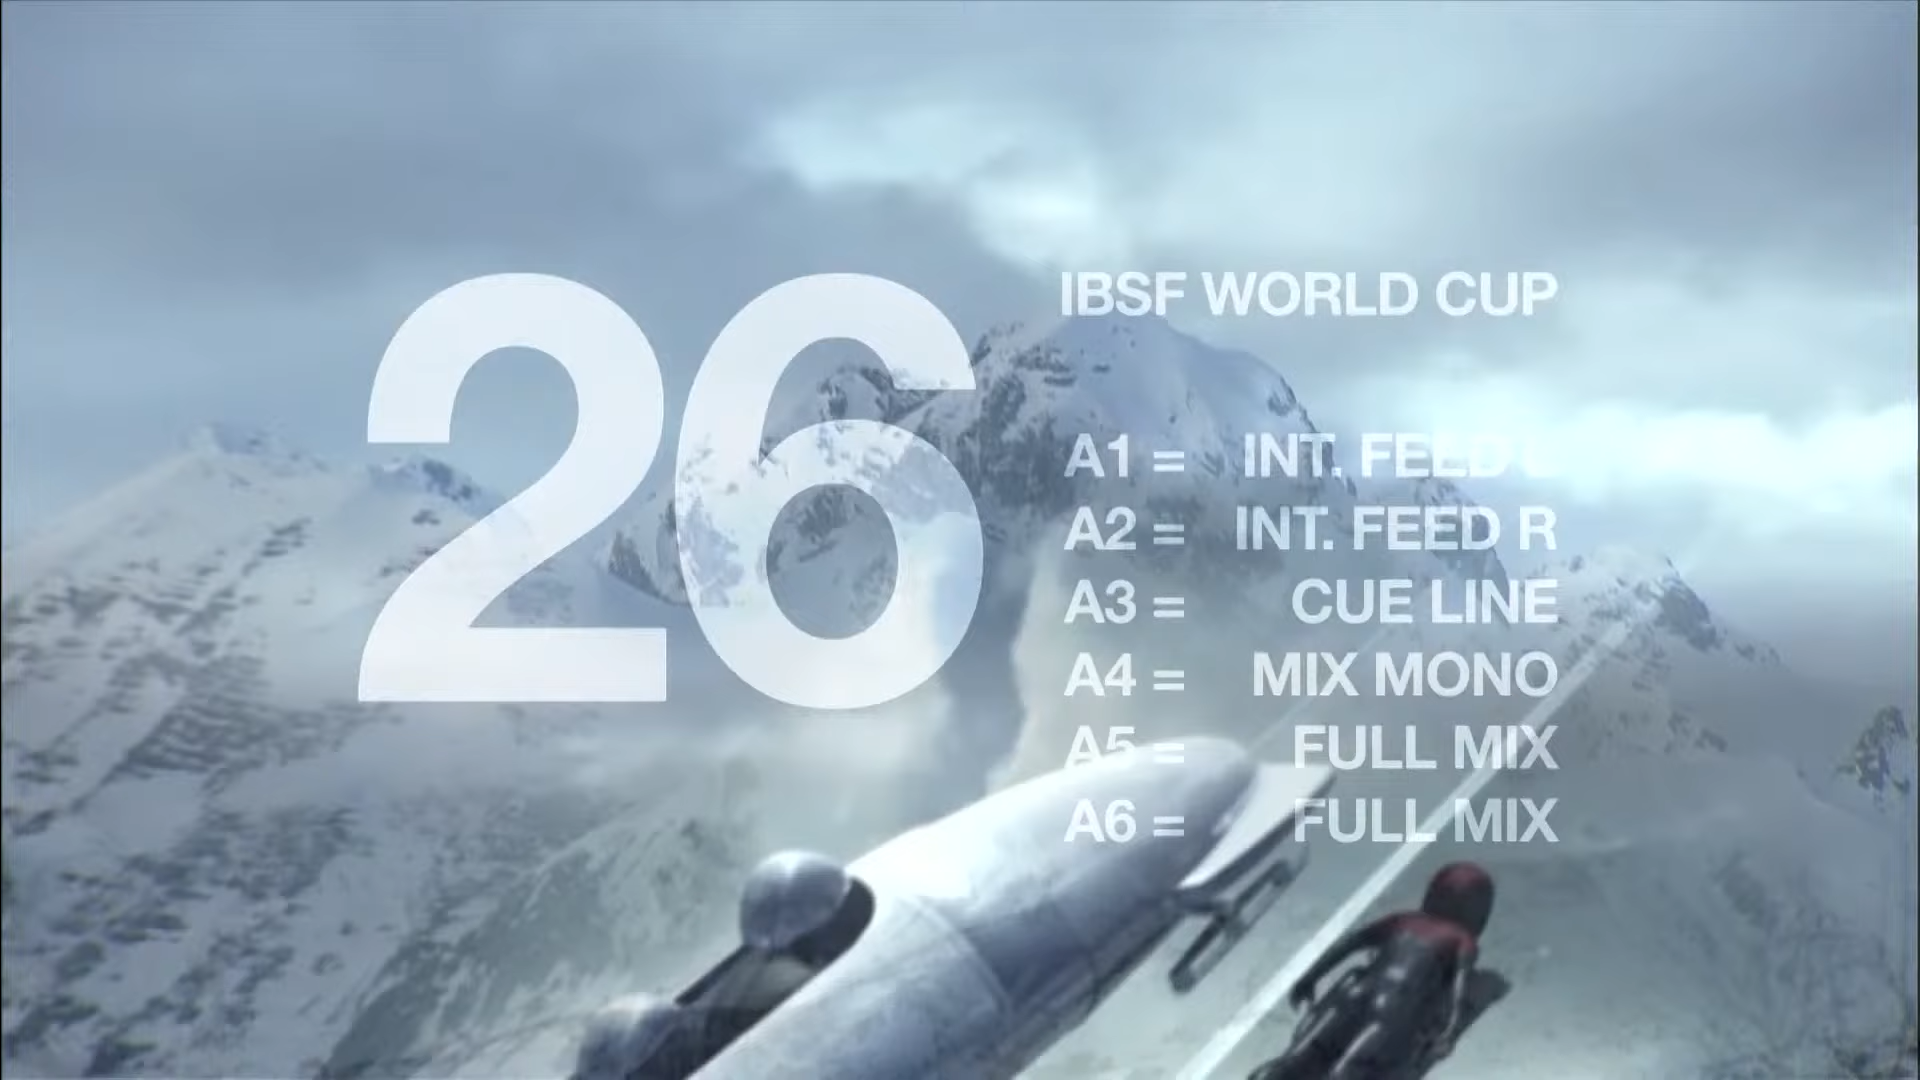 26
IBSF WORLD CUP
A1 = INT. FEED L
A2 = INT. FEED R
A3 = CUE LINE
A4 = MIX MONO
A5 = FULL MIX
A6 = FULL MIX